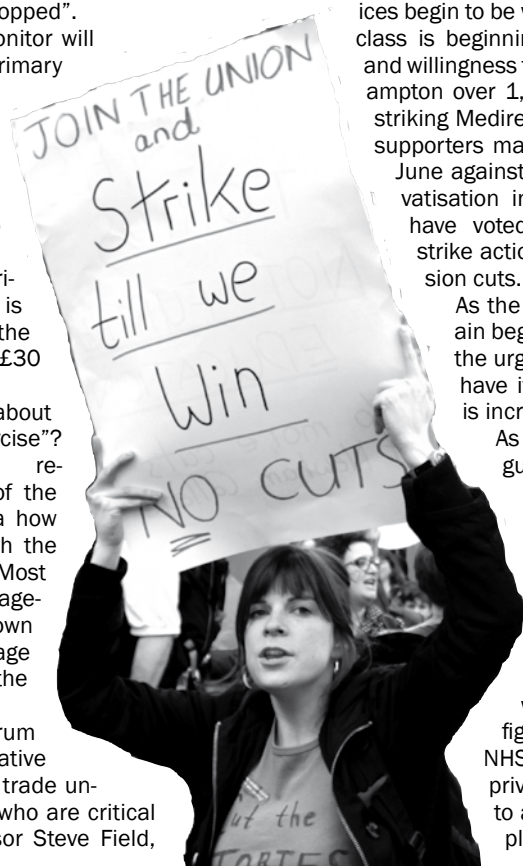 opped”.
onitor will
rimary
ri-
is
the
£30
about
cise”?
re-
of the
a how
h the
Most
age-
own
age
the
rum
ative
trade un-
who are critical
sor Steve Field,
JOIN THE UNION
and
Strike
till we
Win
NO CUTS
ut the
TORIES
ices begin to be
class is beginni
and willingness
ampton over 1,
striking Medire
supporters ma
June against
vatisation in
have voted
strike actio
sion cuts.
As the
ain beg
the urg
have i
is incr
As
gu
fig
NHS
priv
to a
pl